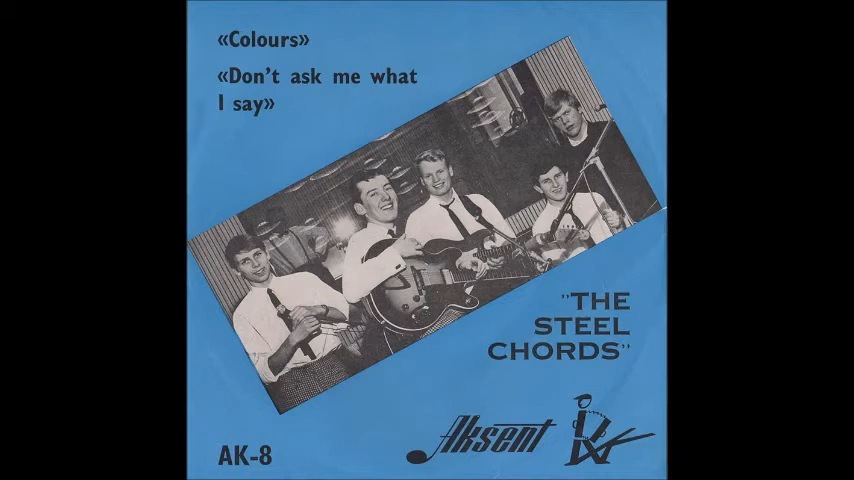 «Colours»
«Don't ask me what
I say»
"THE
STEEL
CHORDS"
Aksent
AK-8